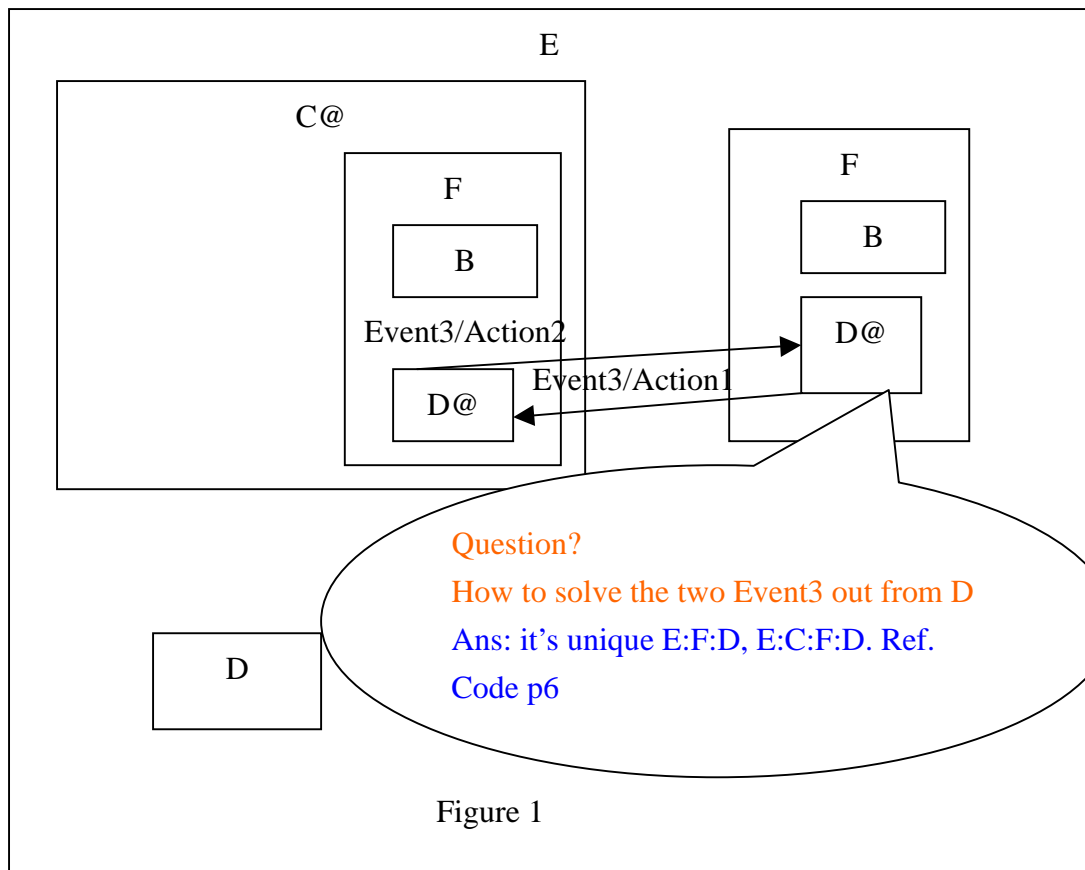 E
C@
F
F
B
B
Event3/Action2
D@
Event3/Action1
D@
Question?
How to solve the two Event3 out from D
Ans: it’s unique E:F:D, E:C:F:D. Ref.
Code p6
D
Figure 1